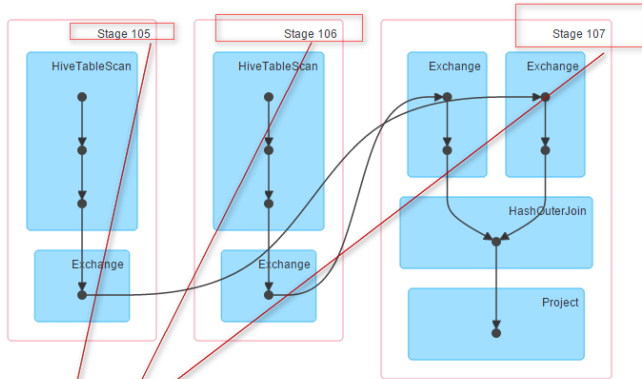 Stage 105
Stage 106
Stage 107
HiveTableScan
HiveTableScan
Exchange
Exchange
HashOuterJoin
Exchange
Exchange
Project